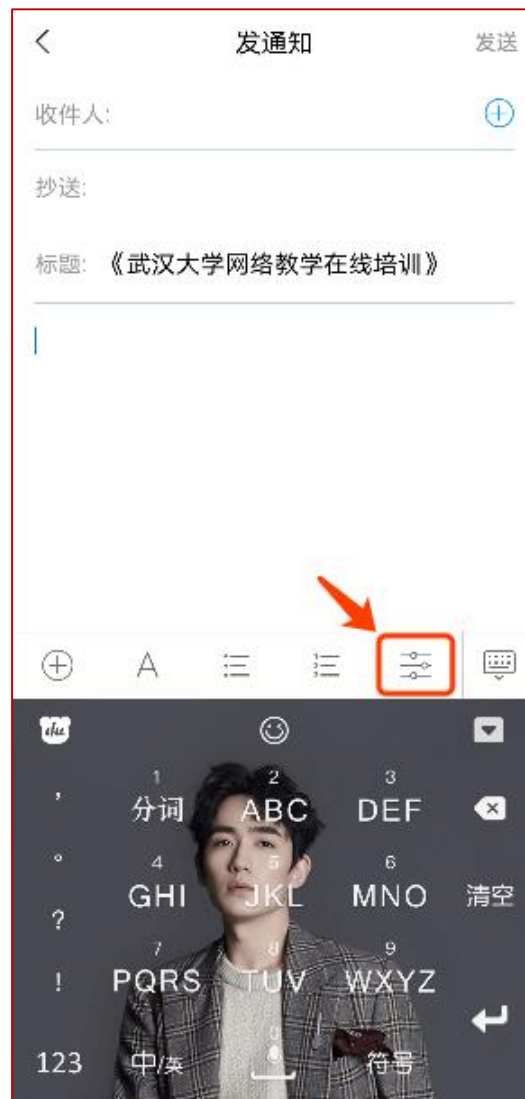 发通知 发送
收件人:
抄送:
标题: 《武汉大学网络教学在线培训》
A
du
, 1 分词 2 ABC 3 DEF
。 4 GHI 5 JKL 6 MNO 清空
?
! 7 PQRS 8 TUV 9 WXYZ
123 中/英 0 符号